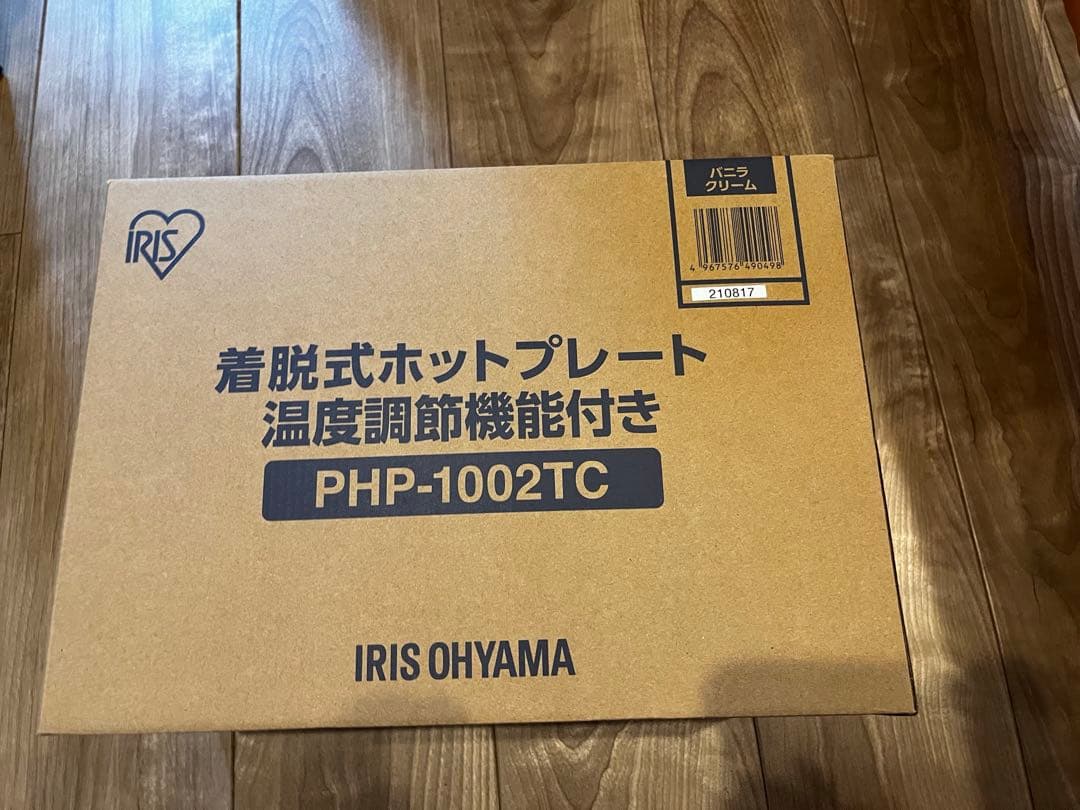 IRIS
バニラ
クリーム
4 967576 490498
210817
着脱式ホットプレート
温度調節機能付き
PHP-1002TC
IRIS OHYAMA